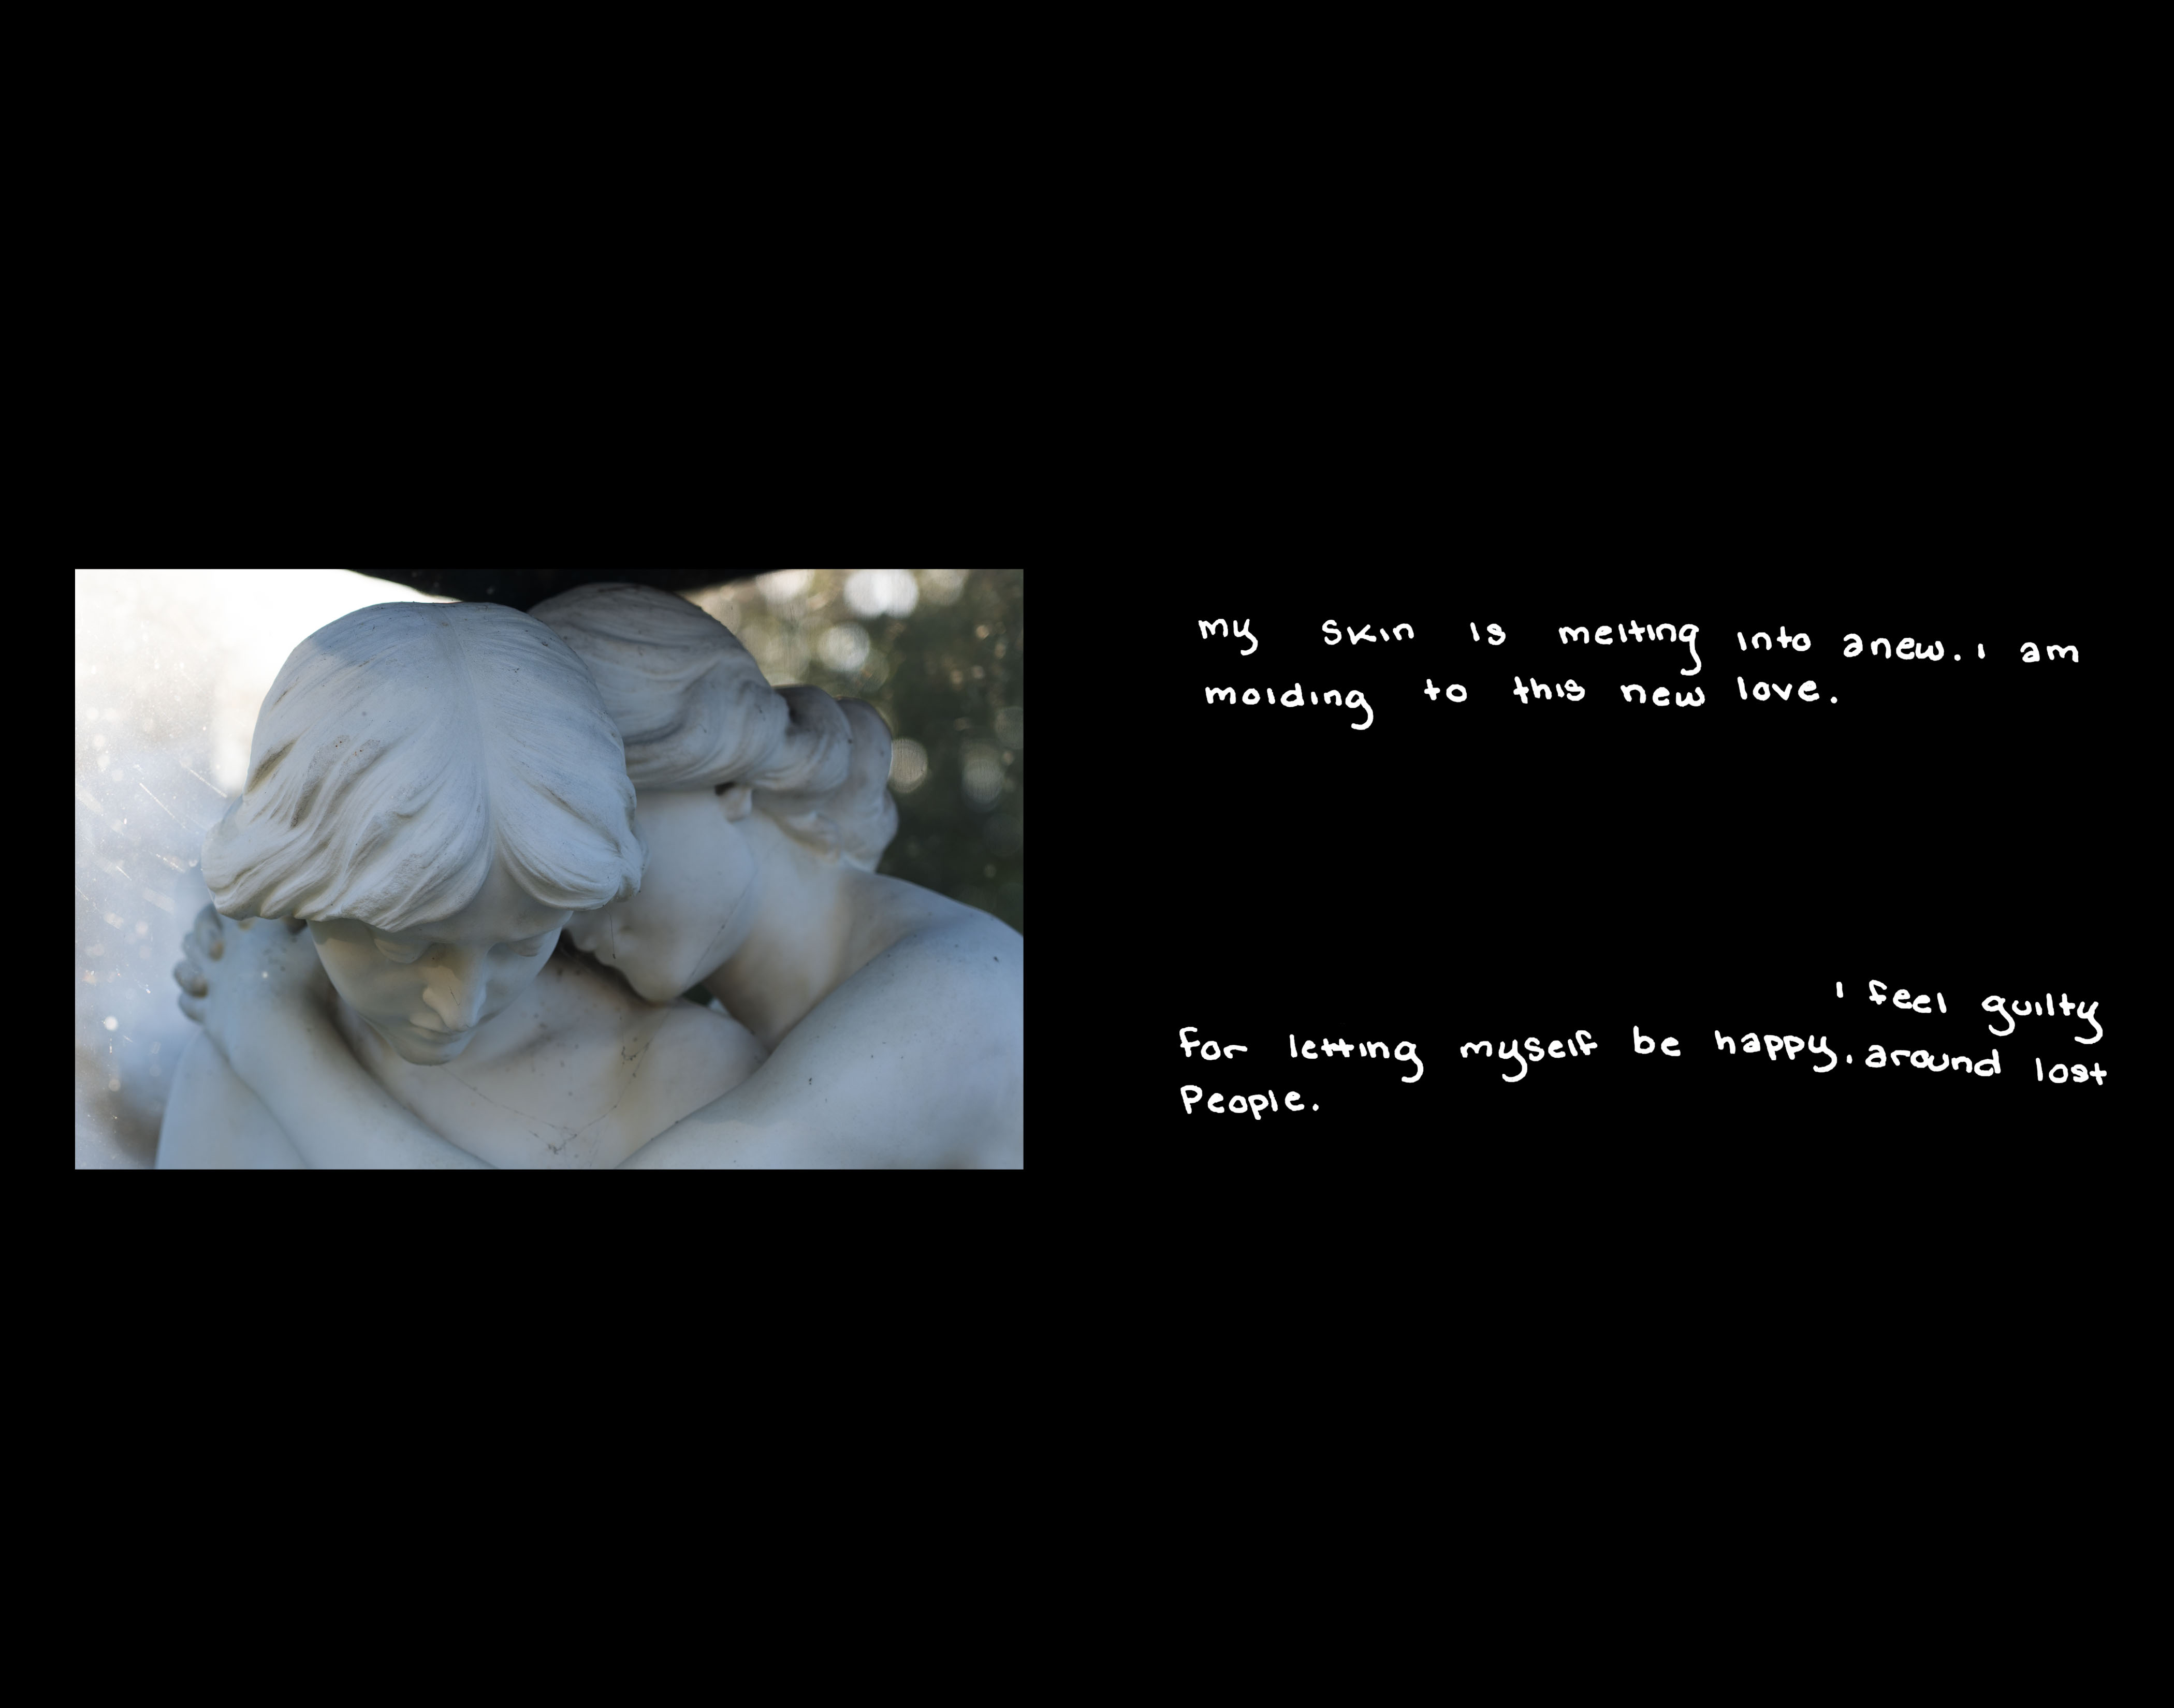 my skin is melting into anew. i am
molding to this new love.
i feel guilty
for letting myself be happy. around lost
People.